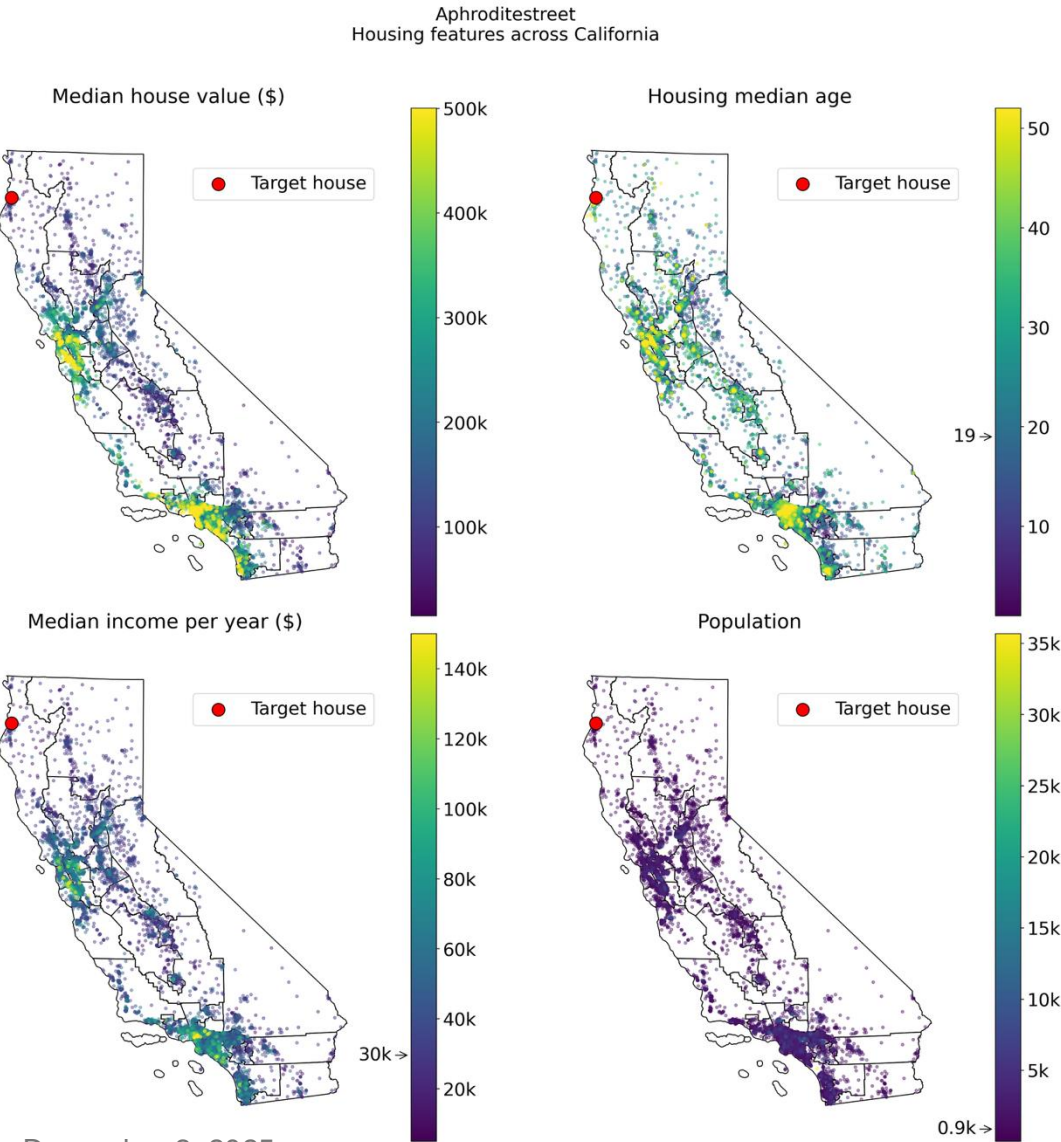 Aphroditestreet
Housing features across California
Median house value ($)
Target house
500k
400k
300k
200k
100k
Housing median age
Target house
50
40
30
20
10
19
Median income per year ($)
Target house
140k
120k
100k
80k
60k
40k
20k
30k
Population
Target house
35k
30k
25k
20k
15k
10k
5k
0.9k